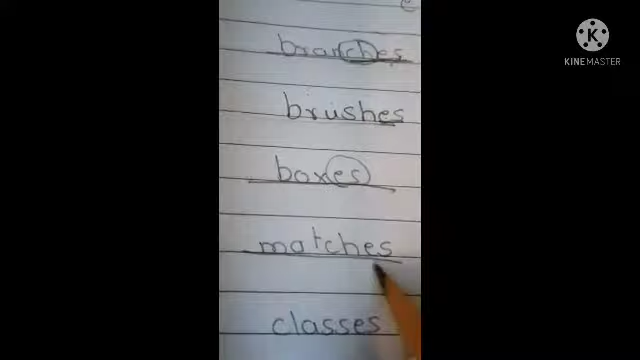 branches
brushes
boxes
matches
classes
KINEMASTER